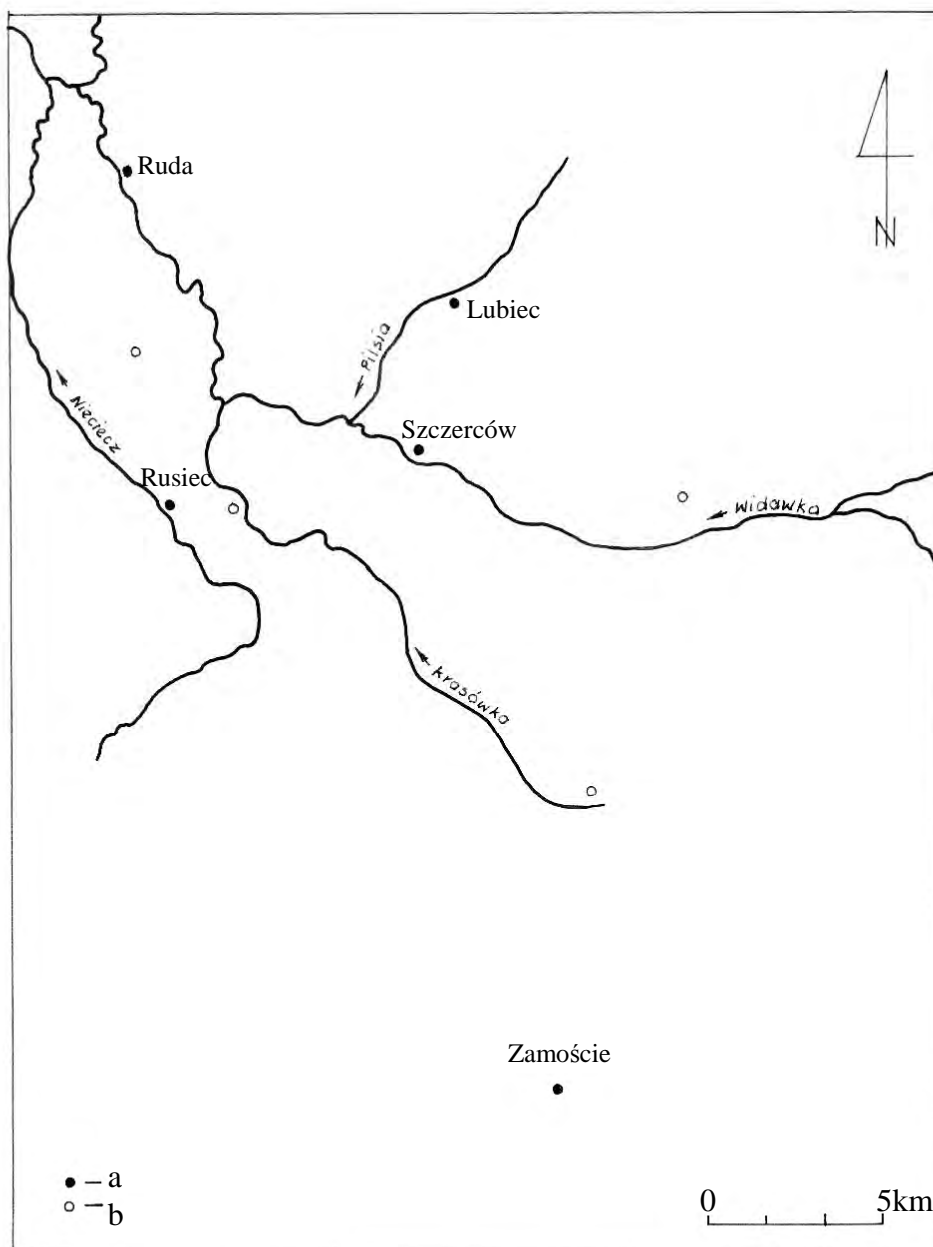 Ruda
N
Lubiec
Pilsia
Nieciecz
Szczerców
Rusiec
Widawka
Krasówka
Zamoście
– a
– b
0 5km